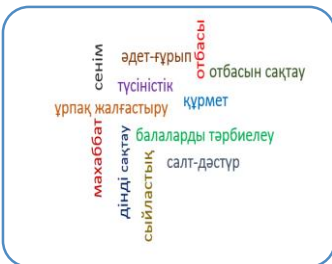 отбасы
сенім
әдет-ғұрып
отбасын сақтау
түсіністік
құрмет
ұрпақ жалғастыру
махаббат
дінді сақтау
балаларды тәрбиелеу
сыйластық
салт-дәстүр